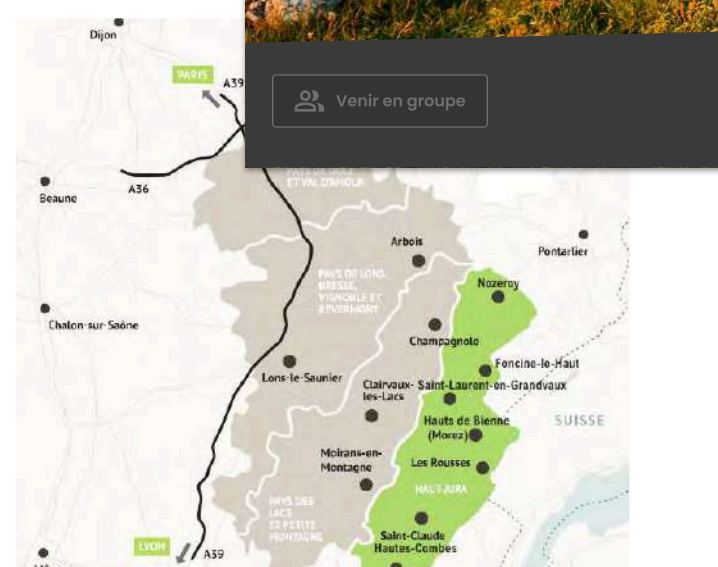 Dijon
PARIS
A39
Venir en groupe
A36
Beaune
ET VAL D'AMOUR
Arbois
Pontarlier
PAYS DE LONS,
BRESSE,
VIGNOBLE ET
REVERMONT
Nozeroy
Chalon-sur-Saône
Champagnole
Foncine-le-Haut
Lons-le-Saunier
Clairvaux-
les-Lacs
Saint-Laurent-en-Grandvaux
Hauts de Bienne
(Morez)
SUISSE
Moirans-en-
Montagne
Les Rousses
HAUT-JURA
PAYS DES
LACS
ET PETITE
MONTAGNE
Saint-Claude
Hautes-Combes
LYON
A39